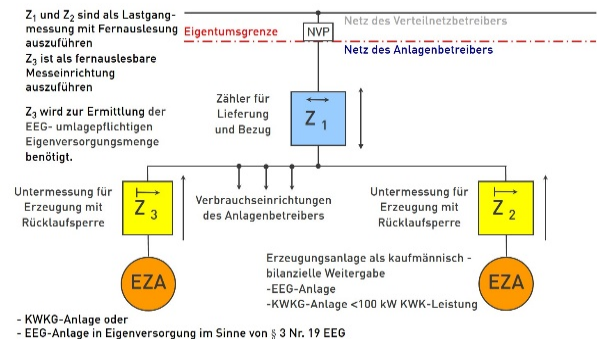 Z1 und Z2 sind als Lastgang-
messung mit Fernauslesung
auszuführen
Z3 ist als fernauslesbare
Messeinrichtung
auszuführen
Z3 wird zur Ermittlung der
EEG- umlagepflichtigen
Eigenversorgungsmenge
benötigt.
Netz des Verteilnetzbetreibers
Eigentumsgrenze
NVP
Netz des Anlagenbetreibers
Zähler für
Lieferung
und Bezug
Z1
Untermessung für
Erzeugung mit
Rücklaufsperre
Z3
Verbrauchseinrichtungen
des Anlagenbetreibers
Untermessung für
Erzeugung mit
Rücklaufsperre
Z2
EZA
Erzeugungsanlage als kaufmännisch -
bilanzielle Weitergabe
-EEG-Anlage
-KWKG-Anlage <100 kW KWK-Leistung
EZA
- KWKG-Anlage oder
- EEG-Anlage in Eigenversorgung im Sinne von § 3 Nr. 19 EEG